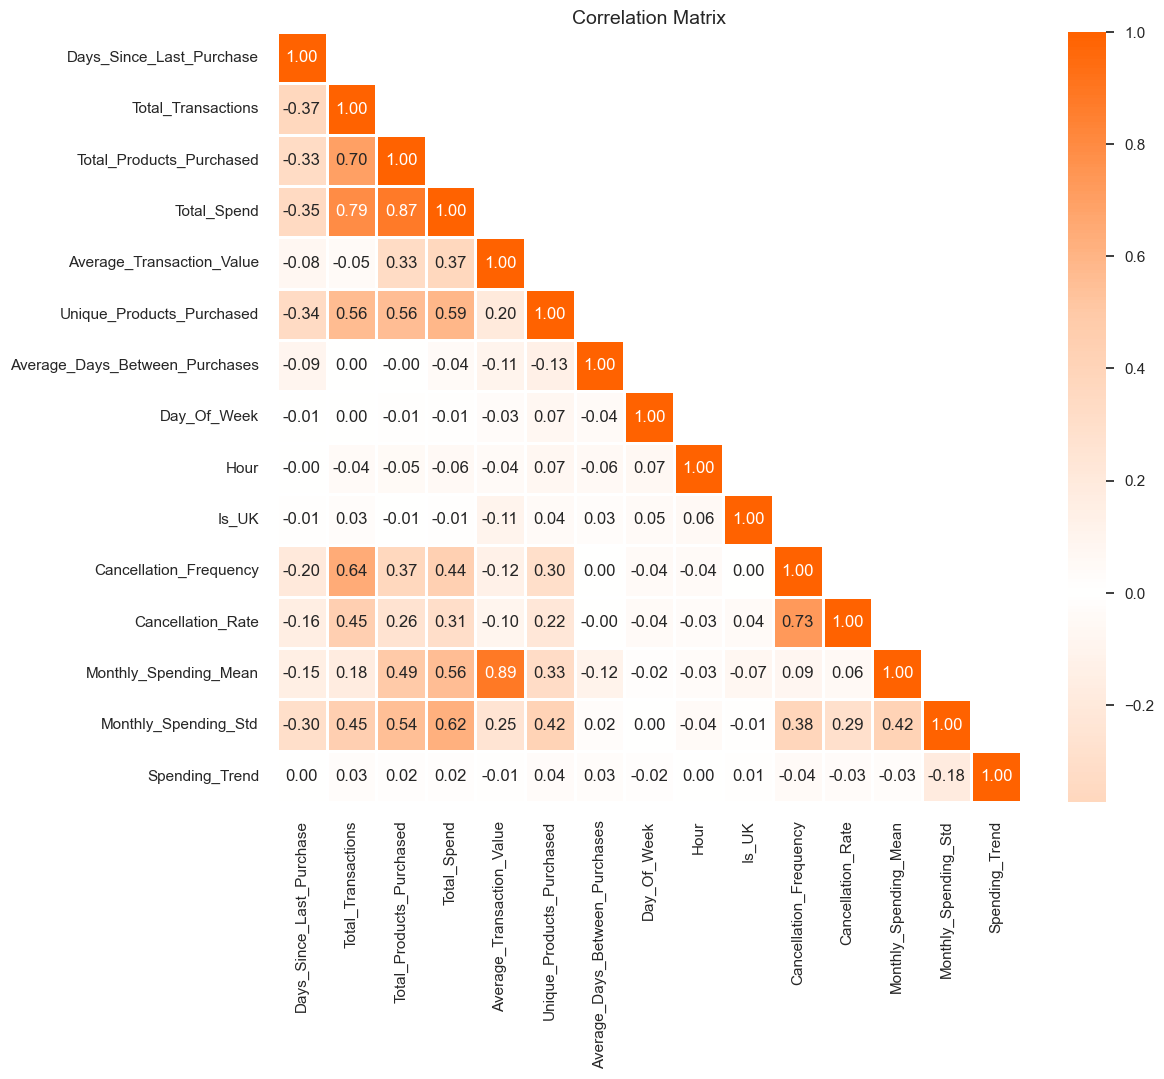 Correlation Matrix
Days_Since_Last_Purchase 1.00
Total_Transactions -0.37 1.00
Total_Products_Purchased -0.33 0.70 1.00
Total_Spend -0.35 0.79 0.87 1.00
Average_Transaction_Value -0.08 -0.05 0.33 0.37 1.00
Unique_Products_Purchased -0.34 0.56 0.56 0.59 0.20 1.00
Average_Days_Between_Purchases -0.09 0.00 -0.00 -0.04 -0.11 -0.13 1.00
Day_Of_Week -0.01 0.00 -0.01 -0.01 -0.03 0.07 -0.04 1.00
Hour -0.00 -0.04 -0.05 -0.06 -0.04 0.07 -0.06 0.07 1.00
Is_UK -0.01 0.03 -0.01 -0.01 -0.11 0.04 0.03 0.05 0.06 1.00
Cancellation_Frequency -0.20 0.64 0.37 0.44 -0.12 0.30 0.00 -0.04 -0.04 0.00 1.00
Cancellation_Rate -0.16 0.45 0.26 0.31 -0.10 0.22 -0.00 -0.04 -0.03 0.04 0.73 1.00
Monthly_Spending_Mean -0.15 0.18 0.49 0.56 0.89 0.33 -0.12 -0.02 -0.03 -0.07 0.09 0.06 1.00
Monthly_Spending_Std -0.30 0.45 0.54 0.62 0.25 0.42 0.02 0.00 -0.04 -0.01 0.38 0.29 0.42 1.00
Spending_Trend 0.00 0.03 0.02 0.02 -0.01 0.04 0.03 -0.02 0.00 0.01 -0.04 -0.03 -0.03 -0.18 1.00
Days_Since_Last_Purchase
Total_Transactions
Total_Products_Purchased
Total_Spend
Average_Transaction_Value
Unique_Products_Purchased
Average_Days_Between_Purchases
Day_Of_Week
Hour
Is_UK
Cancellation_Frequency
Cancellation_Rate
Monthly_Spending_Mean
Monthly_Spending_Std
Spending_Trend
1.0
0.8
0.6
0.4
0.2
0.0
−0.2